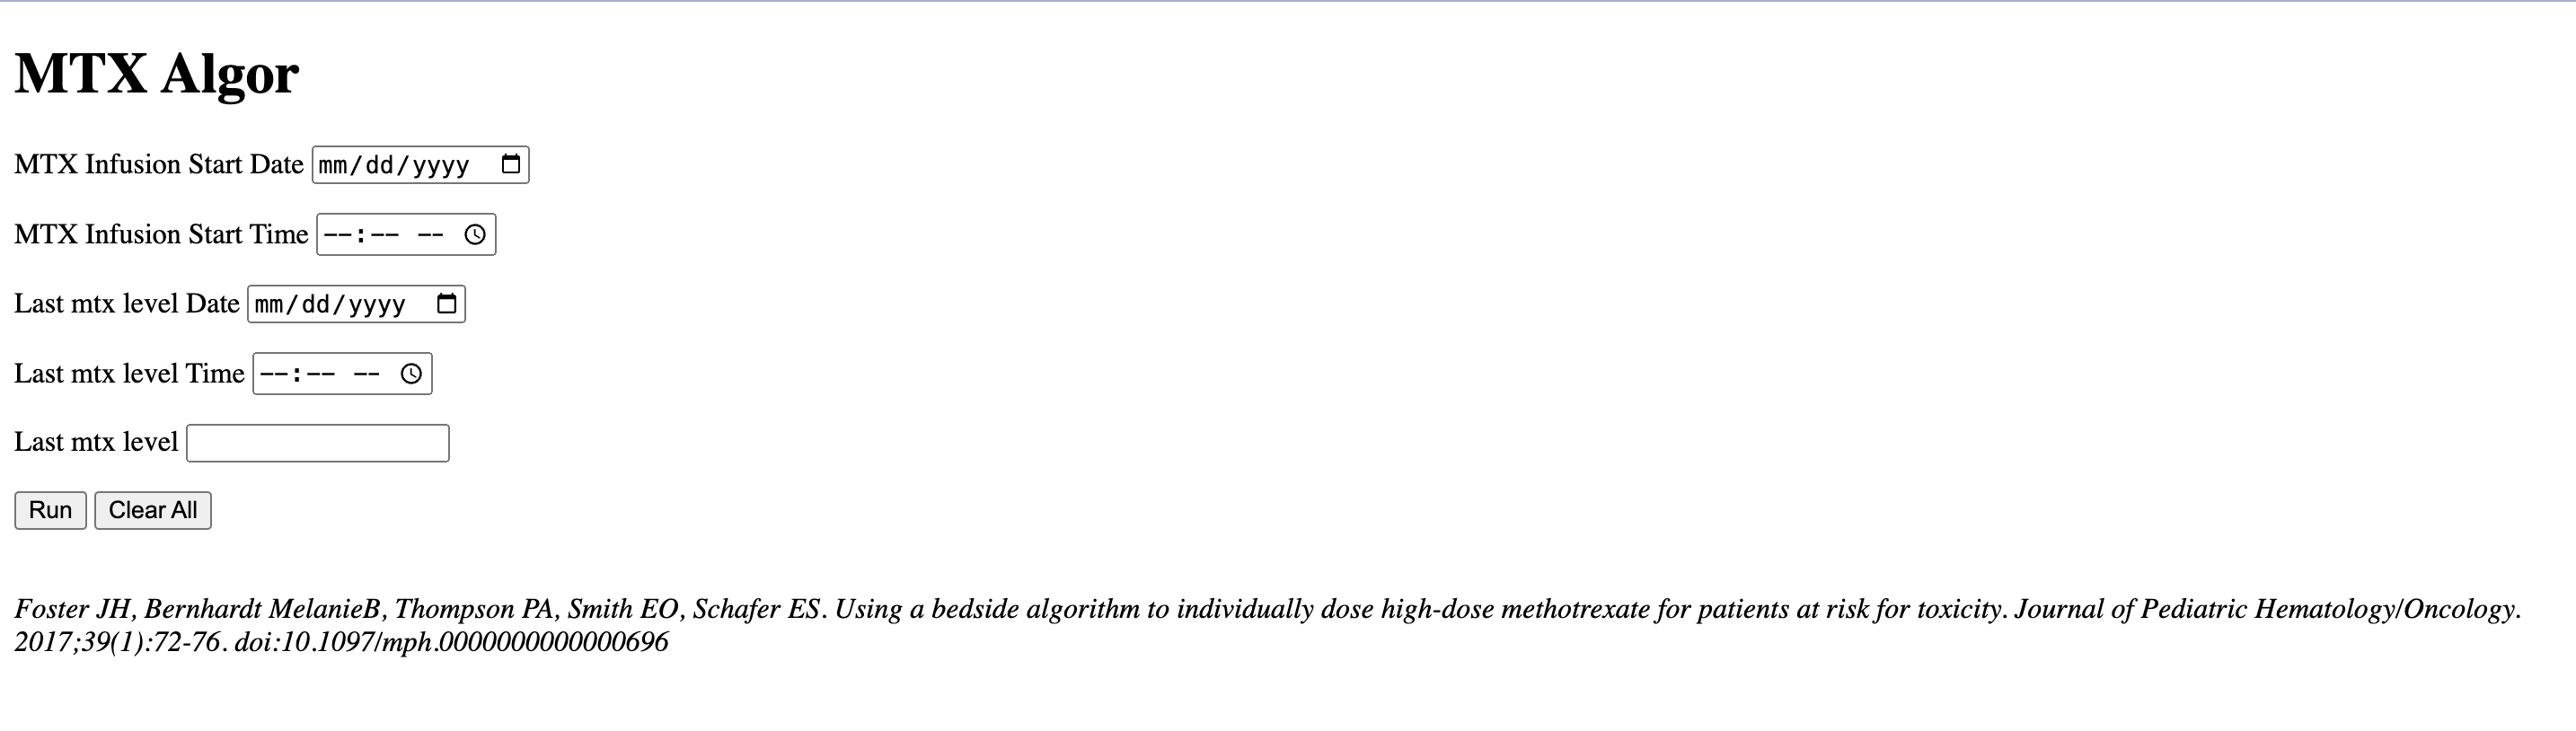 MTX Algor
MTX Infusion Start Date mm/dd/yyyy
MTX Infusion Start Time --:-- --
Last mtx level Date mm/dd/yyyy
Last mtx level Time --:-- --
Last mtx level
Run Clear All
Foster JH, Bernhardt MelanieB, Thompson PA, Smith EO, Schafer ES. Using a bedside algorithm to individually dose high-dose methotrexate for patients at risk for toxicity. Journal of Pediatric Hematology/Oncology.
2017;39(1):72-76. doi:10.1097/mph.0000000000000696